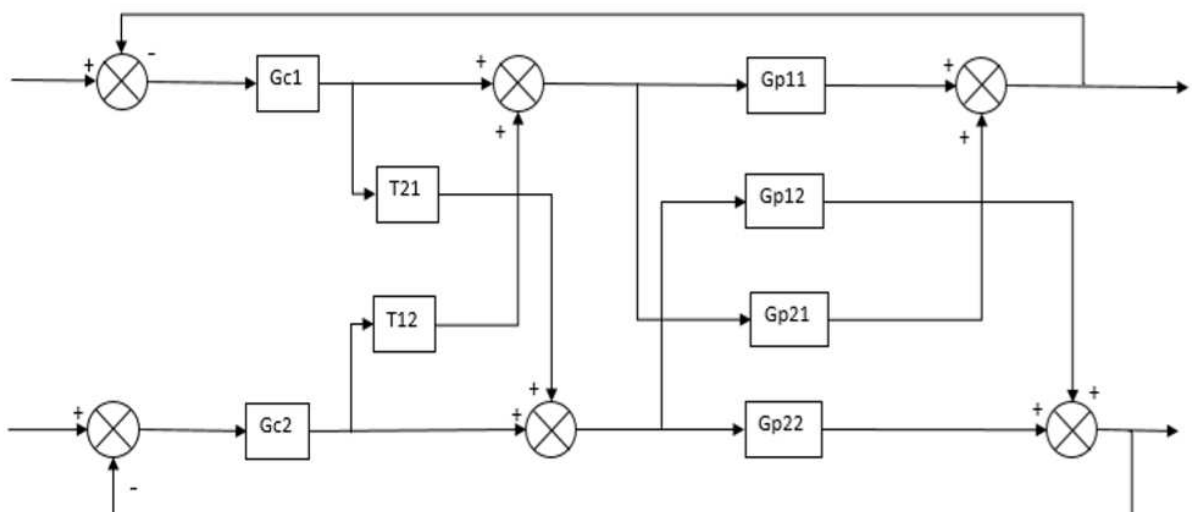 -
+
+
Gc1
Gp11
+
+
+
T21
Gp12
T12
Gp21
+
+
+
Gc2
+
Gp22
+
-